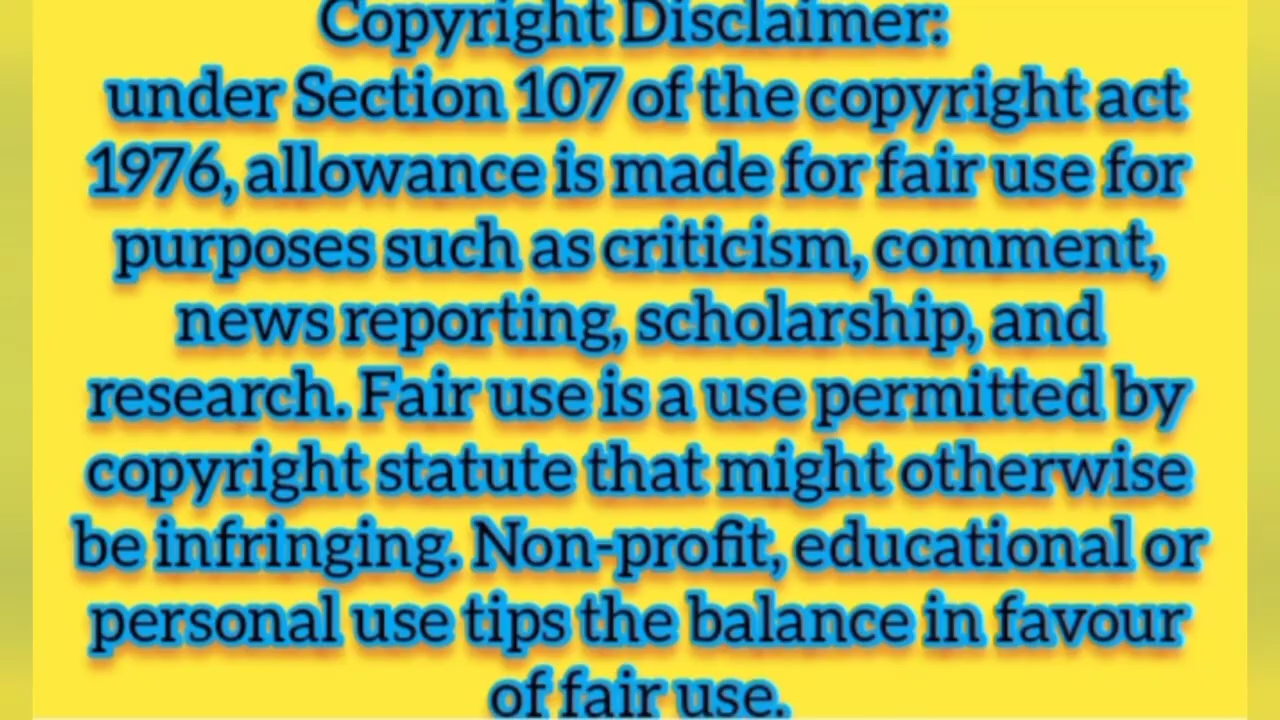 Copyright Disclaimer:
under Section 107 of the copyright act
1976, allowance is made for fair use for
purposes such as criticism, comment,
news reporting, scholarship, and
research. Fair use is a use permitted by
copyright statute that might otherwise
be infringing. Non-profit, educational or
personal use tips the balance in favour
of fair use.